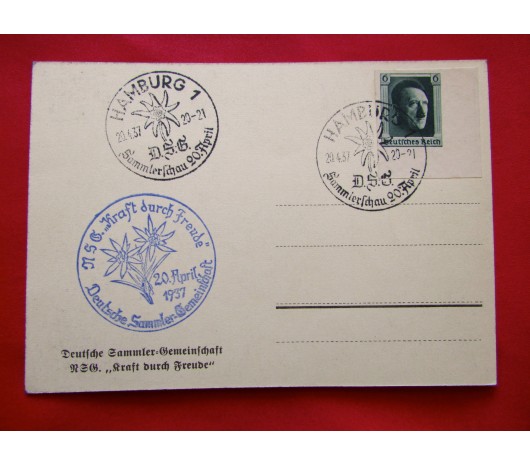 HAMBURG 1
20.4.37
20-21
D.S.G.
Sammlerschau 20. April
6
6
Deutsches Reich
HAMBURG
20.4.37
20-21
D.S.G.
Sammlerschau 20. April
NSG. „Kraft durch Freude“
20. April
1937
Deutsche Sammler-Gemeinschaft
Deutsche Sammler-Gemeinschaft
NSG. „Kraft durch Freude“